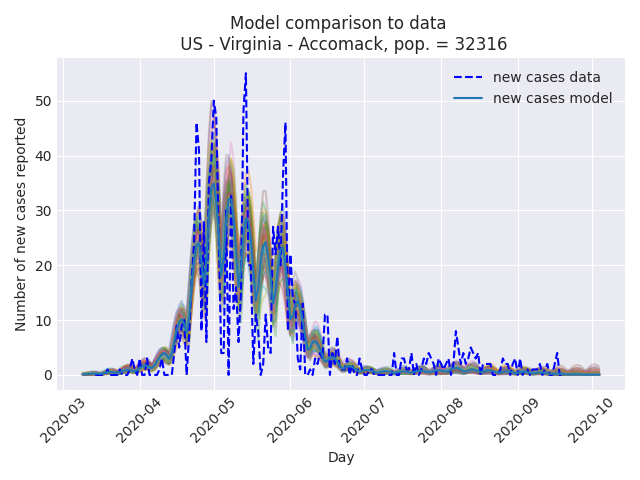 Model comparison to data
US - Virginia - Accomack, pop. = 32316
new cases data
new cases model
Number of new cases reported
50
40
30
20
10
0
2020-03
2020-04
2020-05
2020-06
2020-07
2020-08
2020-09
2020-10
Day